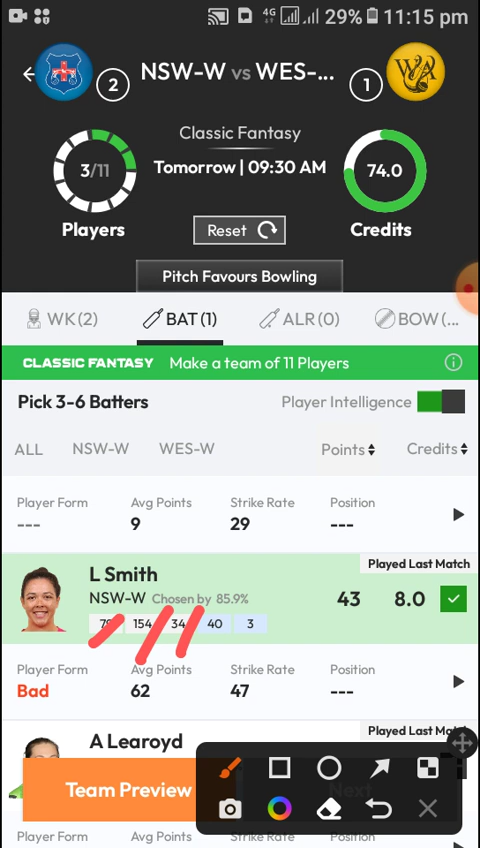 4G 29% 11:15 pm
2 NSW-W vs WES-... 1
Classic Fantasy
3/11 Tomorrow | 09:30 AM 74.0
Players Reset Credits
Pitch Favours Bowling
WK(2) BAT(1) ALR(0) BOW(...
CLASSIC FANTASY Make a team of 11 Players
Pick 3-6 Batters Player Intelligence
ALL NSW-W WES-W Points Credits
Player Form Avg Points Strike Rate Position
--- 9 29 ---
Played Last Match
L Smith
NSW-W Chosen by 85.9% 43 8.0
154 34 40 3
Player Form Avg Points Strike Rate Position
Bad 62 47 ---
Played Last
A Learoyd
Team Preview Next
Player Form Avg Points Strike Rate Position